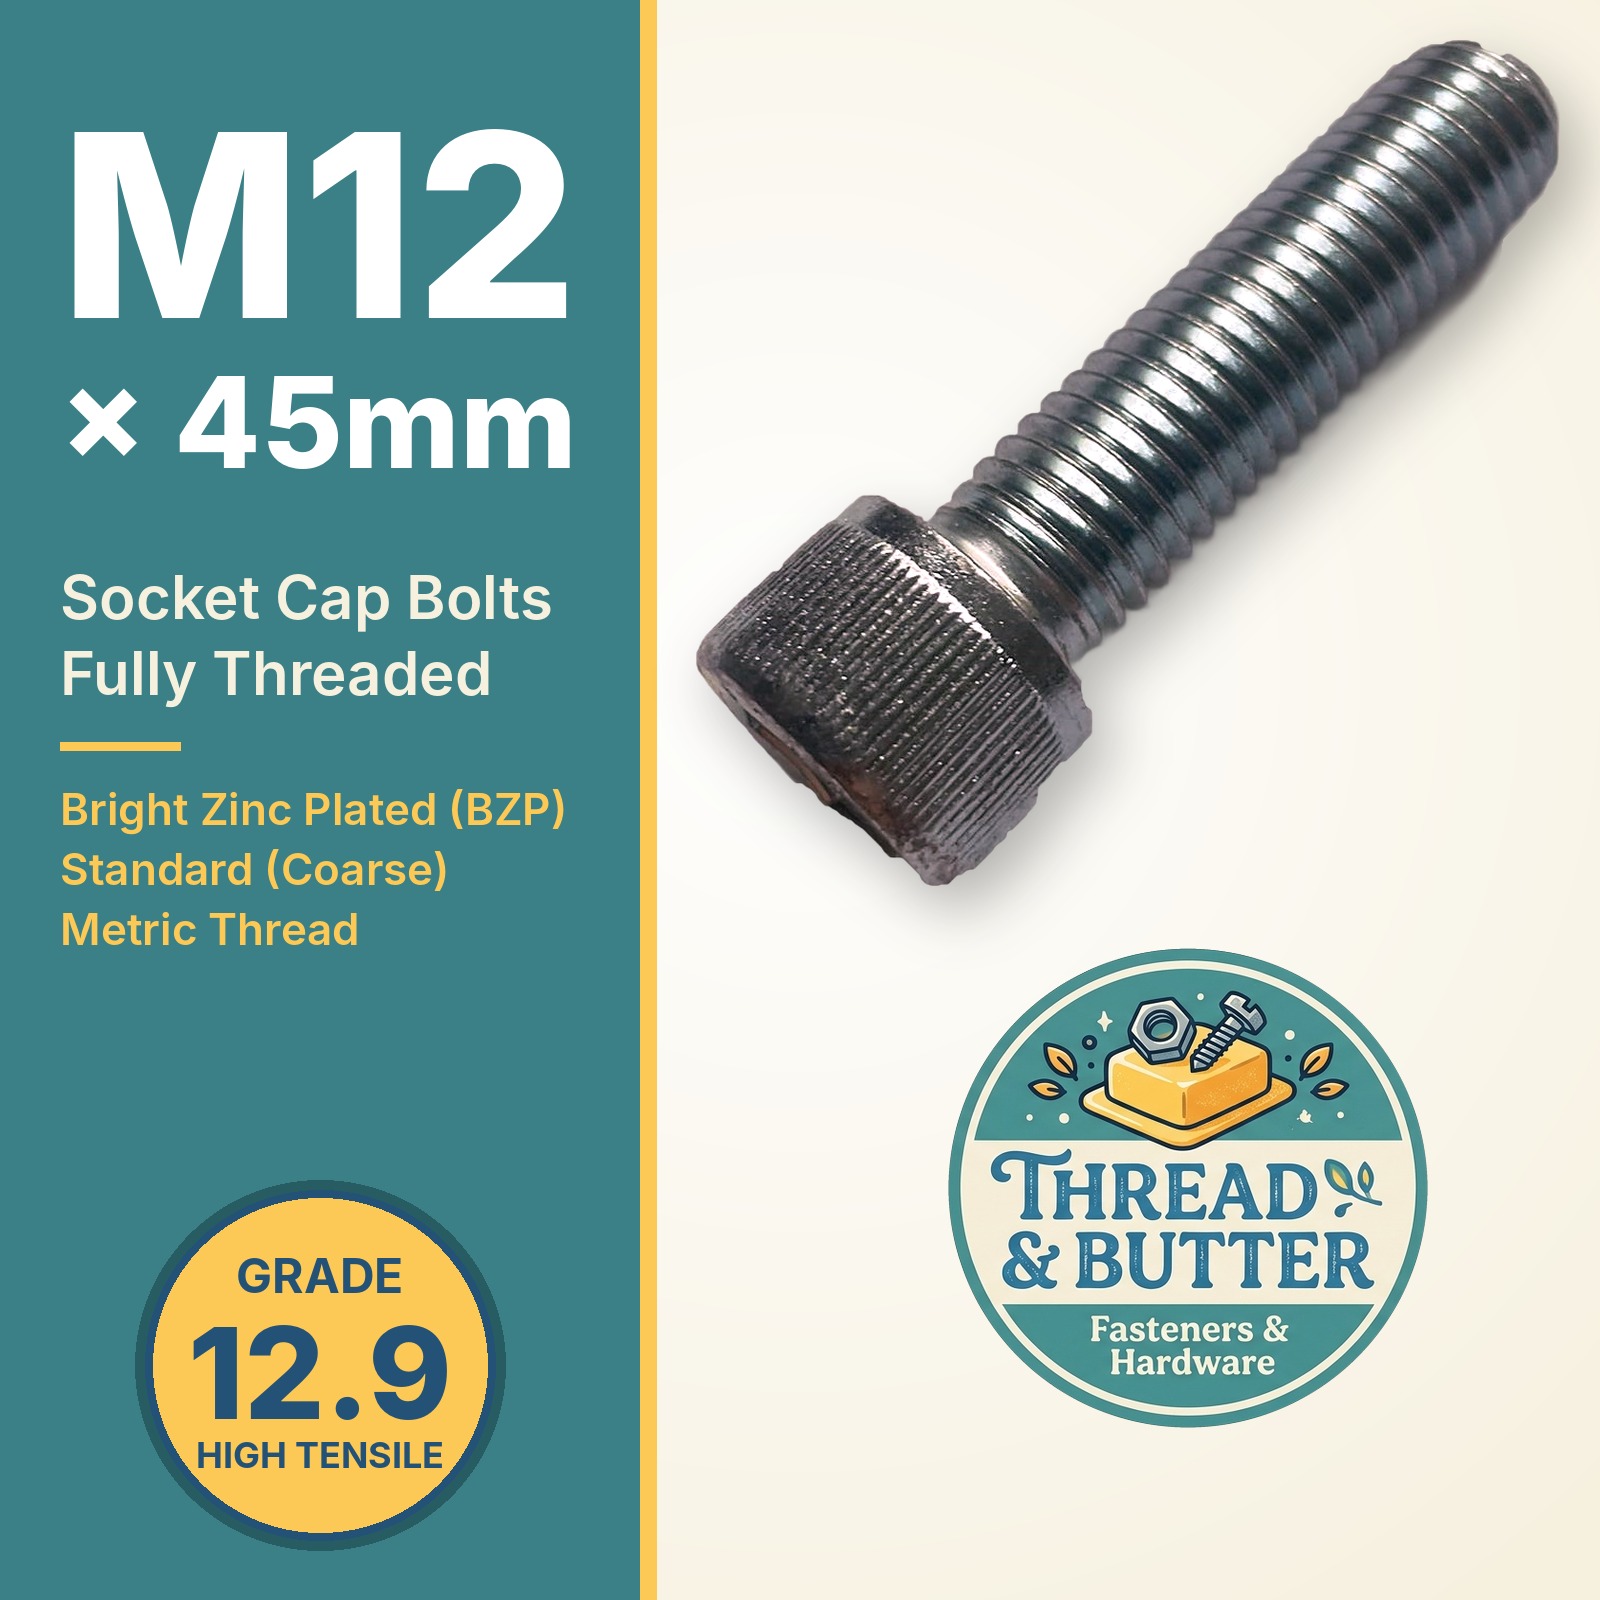 M12
× 45mm
Socket Cap Bolts
Fully Threaded
Bright Zinc Plated (BZP)
Standard (Coarse)
Metric Thread
GRADE
12.9
HIGH TENSILE
THREAD
& BUTTER
Fasteners &
Hardware